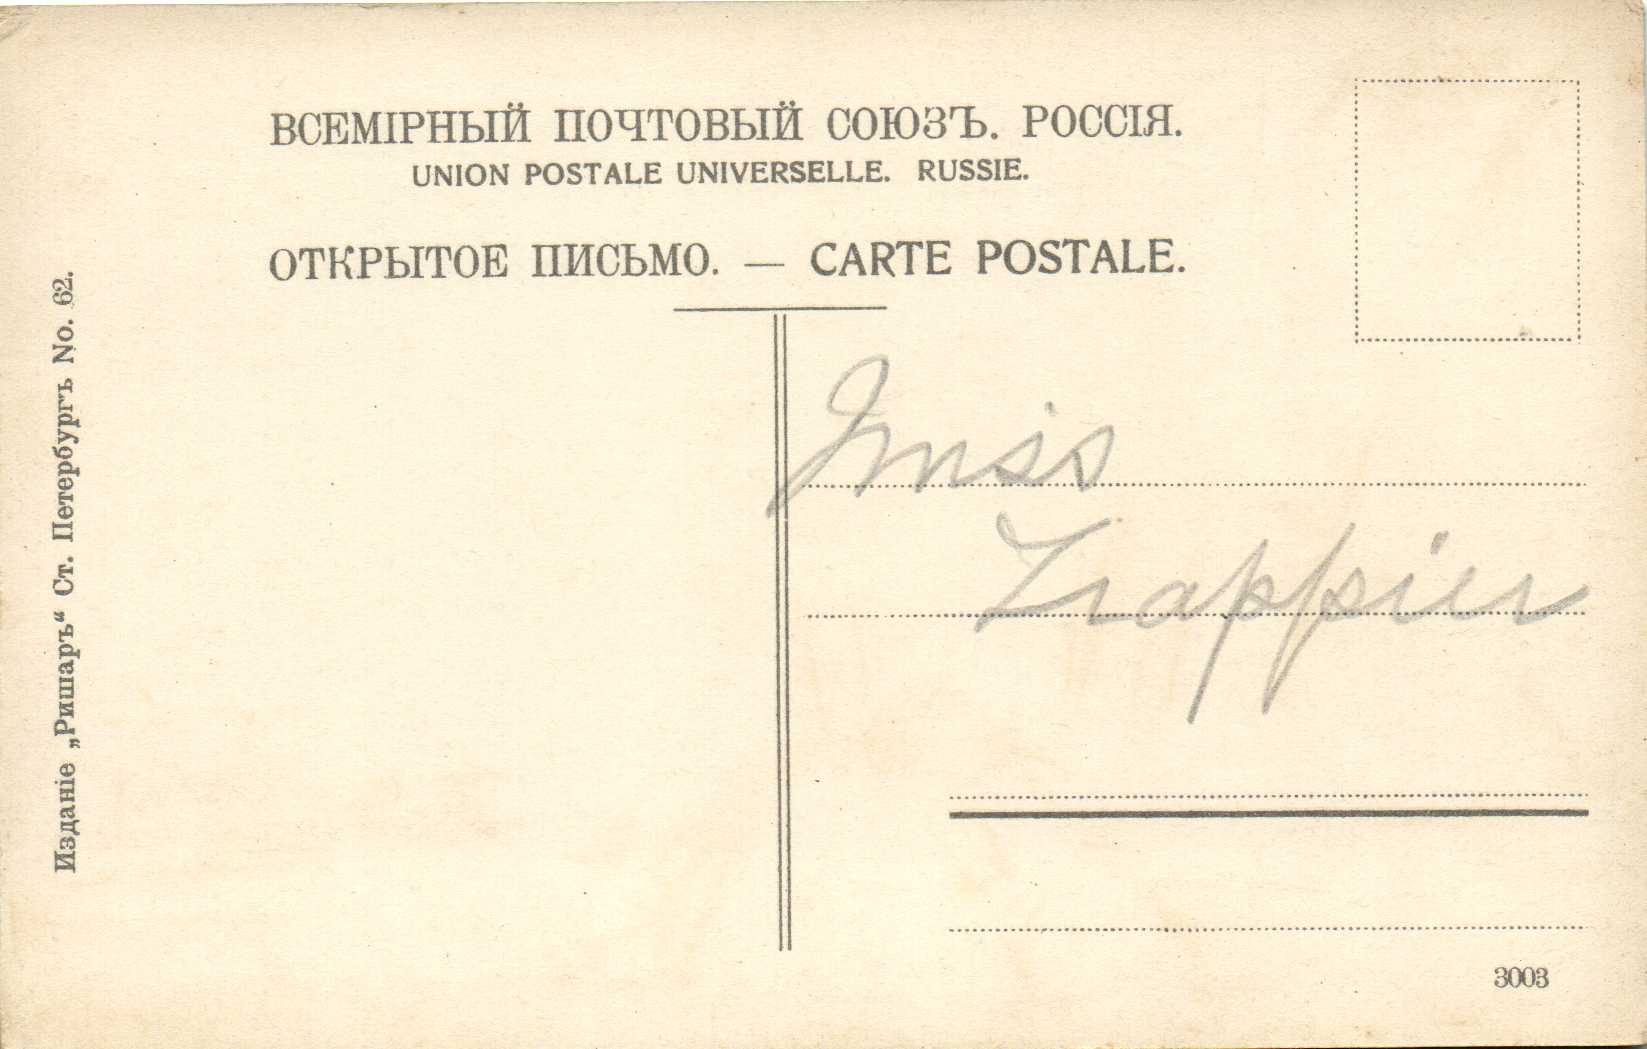 ВСЕМІРНЫЙ ПОЧТОВЫЙ СОЮЗЪ. РОССІЯ.
UNION POSTALE UNIVERSELLE. RUSSIE.
ОТКРЫТОЕ ПИСЬМО. — CARTE POSTALE.
Изданіе „Ришаръ“ Ст. Петербургъ No. 62.
Miss
3003